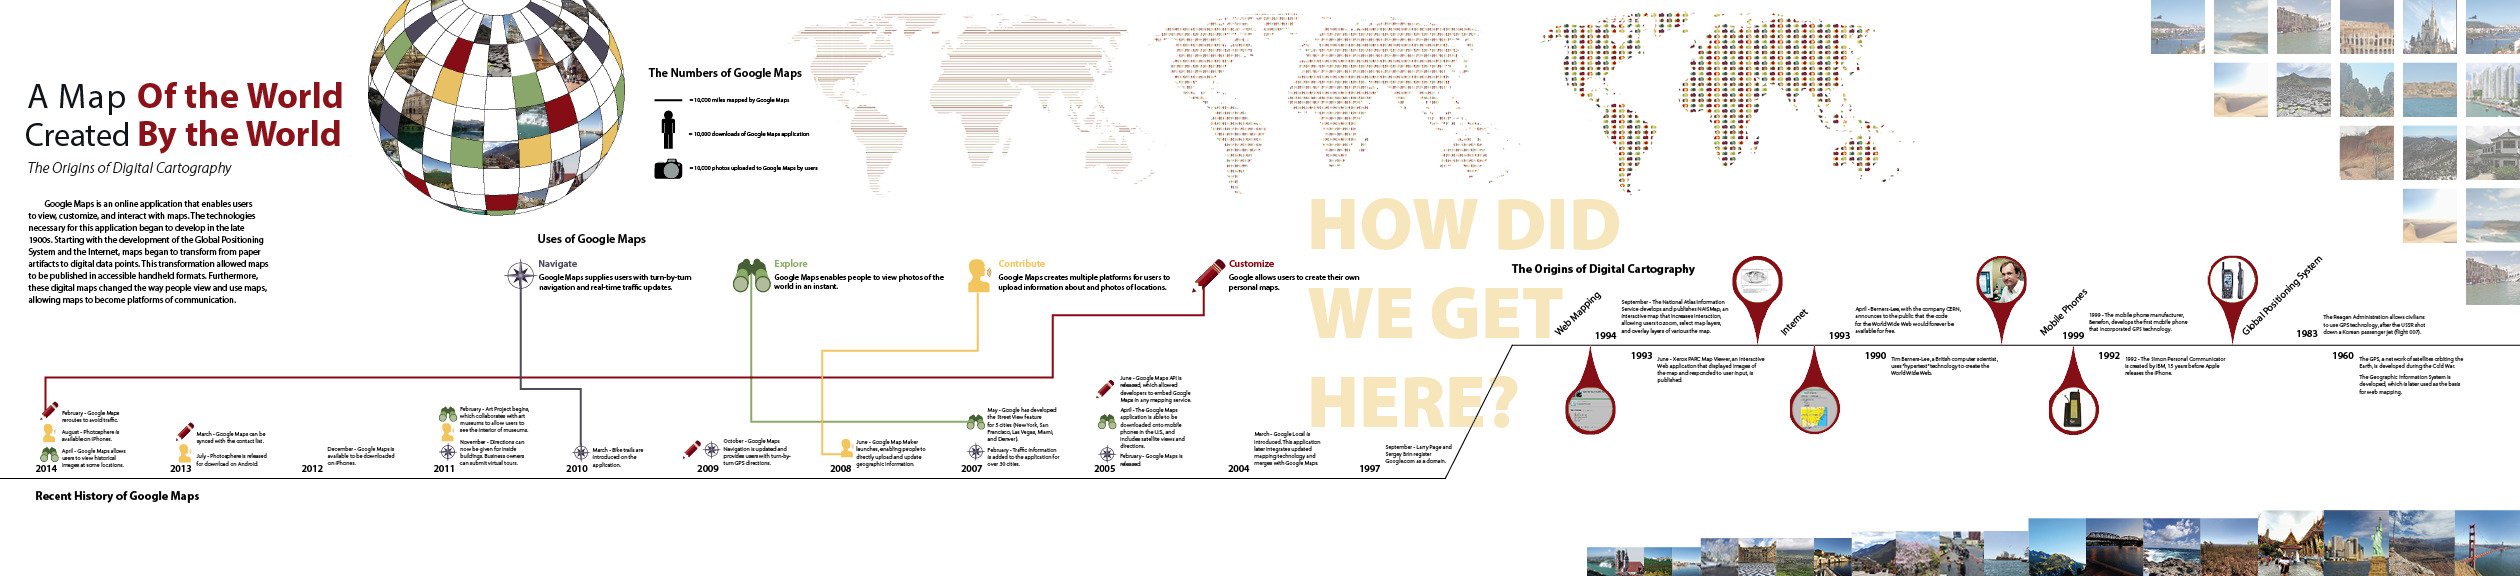 A Map Of the World
Created By the World
The Origins of Digital Cartography
Google Maps is an online application that enables users
to view, customize, and interact with maps. The technologies
necessary for this application began to develop in the late
1900s. Starting with the development of the Global Positioning
System and the Internet, maps began to transform from paper
artifacts to digital data points. This transformation allowed maps
to be published in accessible handheld formats. Furthermore,
these digital maps changed the way people view and use maps,
allowing maps to become platforms of communication.
The Numbers of Google Maps
= 10,000 miles mapped by Google Maps
= 10,000 downloads of Google Maps application
= 10,000 photos uploaded to Google Maps by users
Uses of Google Maps
Navigate
Google Maps supplies users with turn-by-turn
navigation and real-time traffic updates.
Explore
Google Maps enables people to view photos of the
world in an instant.
Contribute
Google Maps creates multiple platforms for users to
upload information about and photos of locations.
Customize
Google allows users to create their own
personal maps.
HOW DID
WE GET
HERE?
February - Google Maps
reroutes to avoid traffic.
August - Photosphere is
available on iPhones.
April - Google Maps allows
users to view historical
images at some locations.
2014
March - Google Maps can be
synced with the contact list.
July - Photosphere is released
for download on Android.
2013
December - Google Maps is
available to be downloaded
on iPhones.
2012
February - Art Project begins,
which collaborates with art
museums to allow users to
see the interior of museums.
November - Directions can
now be given for inside
buildings. Business owners
can submit virtual tours.
2011
March - Bike trails are
introduced on the
application.
2010
October - Google Maps
Navigation is updated and
provides users with turn-by-
turn GPS directions.
2009
June - Google Map Maker
launches, enabling people to
directly upload and update
geographic information.
2008
May - Google has developed
the Street View feature
for 5 cities (New York, San
Francisco, Las Vegas, Miami,
and Denver).
February - Traffic information
is added to the application for
over 30 cities.
2007
June - Google Maps API is
released, which allowed
developers to embed Google
Maps in any mapping service.
April - The Google Maps
application is able to be
downloaded onto mobile
phones in the U.S., and
includes satellite views and
directions.
February - Google Maps is
released.
2005
March - Google Local is
introduced. This application
later integrates updated
mapping technology and
merges with Google Maps
2004
September - Larry Page and
Sergey Brin register
Google.com as a domain.
1997
Recent History of Google Maps
The Origins of Digital Cartography
Web Mapping
1994
September - The National Atlas Information
Service develops and publishes NAISMap, an
interactive map that increases interaction,
allowing users to zoom, select map layers,
and overlay layers of various the map.
1993
June - Xerox PARC Map Viewer, an interactive
Web application that displayed images of
the map and responded to user input, is
published.
Internet
1993
April - Berners-Lee, with the company CERN,
announces to the public that the code
for the World Wide Web would forever be
available for free.
1990
Tim Berners-Lee, a British computer scientist,
uses "hypertext" technology to create the
World Wide Web.
Mobile Phones
1999
1999 - The mobile phone manufacturer,
Benefon, develops the first mobile phone
that incorporated GPS technology.
1992
1992 - The Simon Personal Communicator
is created by IBM, 15 years before Apple
releases the iPhone.
Global Positioning System
1983
The Reagan Administration allows civilians
to use GPS technology, after the USSR shot
down a Korean passenger jet (flight 007).
1960
The GPS, a network of satellites orbiting the
Earth, is developed during the Cold War.
The Geographic Information System is
developed, which is later used as the basis
for web mapping.